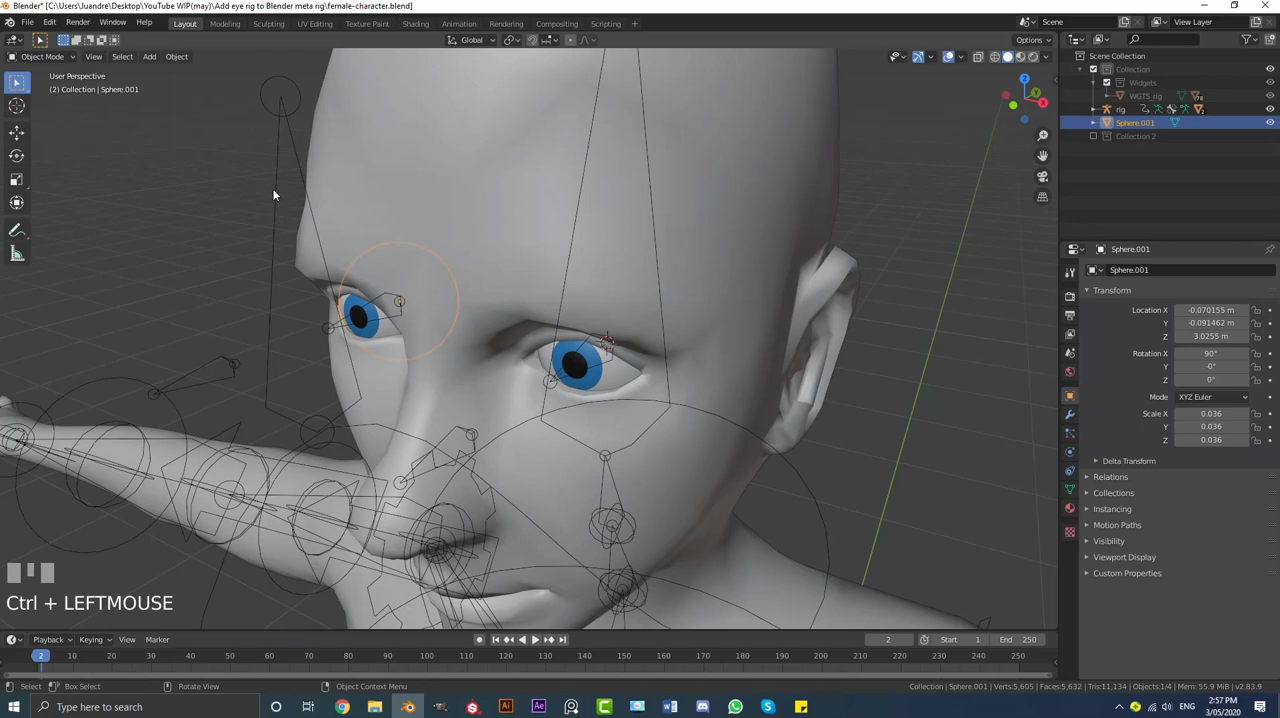 Blender* [C:\Users\Juandre\Desktop\YouTube WIP(may)\Add eye rig to Blender meta rig\female-character.blend]
File Edit Render Window Help Layout Modeling Sculpting UV Editing Texture Paint Shading Animation Rendering Compositing Scripting Scene View Layer
Global Options
Object Mode View Select Add Object
User Perspective
(2) Collection | Sphere.001
Z
Y
X
Scene Collection
Collection
Widgets
WGTS_rig
rig
Sphere.001
Collection 2
Sphere.001
Sphere.001
Transform
Location X -0.070155 m
Y -0.091462 m
Z 3.0255 m
Rotation X 90°
Y -0°
Z 0°
Mode XYZ Euler
Scale X 0.036
Y 0.036
Z 0.036
Delta Transform
Relations
Collections
Instancing
Motion Paths
Visibility
Viewport Display
Custom Properties
Ctrl + LEFTMOUSE
Playback Keying View Marker 2 Start 1 End 250
2 10 20 30 40 50 60 70 80 90 100 110 120 130 140 150 160 170 180 190 200 210 220 230 240 250
Select Box Select Rotate View Object Context Menu Collection | Sphere.001 | Verts:5,605 | Faces:5,632 | Tris:11,134 | Objects:1/4 | Mem: 55.9 MiB | v2.83.9
Type here to search
2:57 PM
3/05/2020